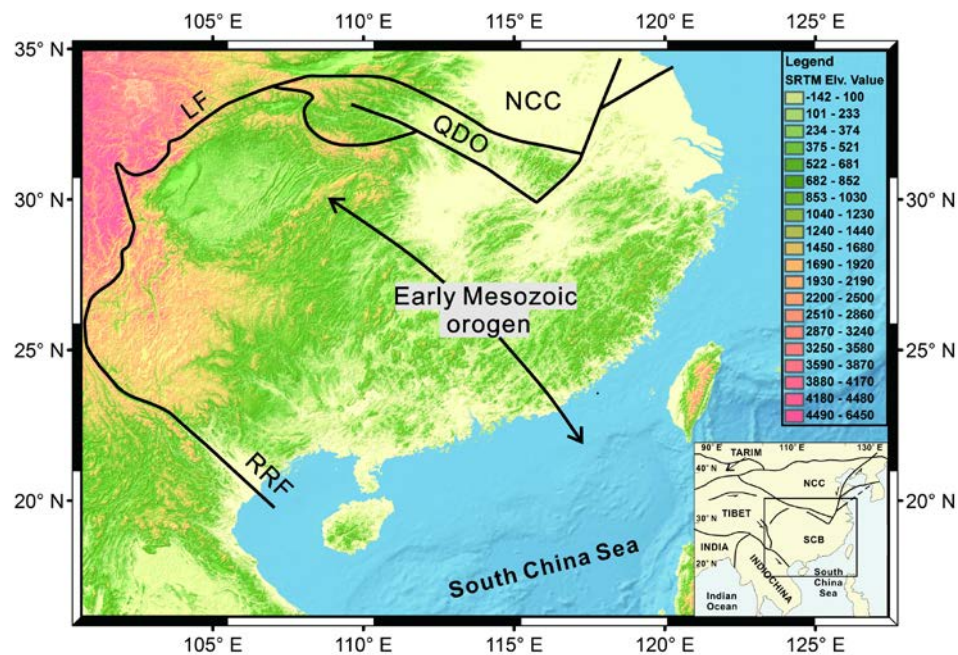 105° E
110° E
115° E
120° E
125° E
35° N
30° N
25° N
20° N
35° N
30° N
25° N
20° N
LF
QDO
NCC
Early Mesozoic
orogen
RRF
South China Sea
Legend
SRTM Elv. Value
-142 - 100
101 - 233
234 - 374
375 - 521
522 - 681
682 - 852
853 - 1030
1040 - 1230
1240 - 1440
1450 - 1680
1690 - 1920
1930 - 2190
2200 - 2500
2510 - 2860
2870 - 3240
3250 - 3580
3590 - 3870
3880 - 4170
4180 - 4480
4490 - 6450
90° E
110° E
130° E
40° N
30° N
20° N
TARIM
NCC
TIBET
SCB
INDIA
INDIOCHINA
South
China
Sea
Indian
Ocean
105° E
110° E
115° E
120° E
125° E